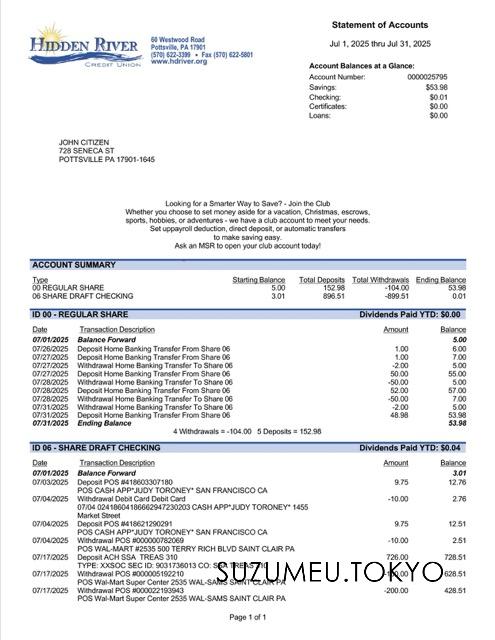 HIDDEN RIVER
CREDIT UNION
60 Westwood Road
Pottsville, PA 17901
(570) 622-3399 • Fax (570) 622-5801
www.hdriver.org
Statement of Accounts
Jul 1, 2025 thru Jul 31, 2025
Account Balances at a Glance:
Account Number: 0000025795
Savings: $53.98
Checking: $0.01
Certificates: $0.00
Loans: $0.00
JOHN CITIZEN
728 SENECA ST
POTTSVILLE PA 17901-1645
Looking for a Smarter Way to Save? - Join the Club
Whether you choose to set money aside for a vacation, Christmas, escrows,
sports, hobbies, or adventures - we have a club account to meet your needs.
Set uppayroll deduction, direct deposit, or automatic transfers
to make saving easy.
Ask an MSR to open your club account today!
ACCOUNT SUMMARY
Type Starting Balance Total Deposits Total Withdrawals Ending Balance
00 REGULAR SHARE 5.00 152.98 -104.00 53.98
06 SHARE DRAFT CHECKING 3.01 896.51 -899.51 0.01
ID 00 - REGULAR SHARE Dividends Paid YTD: $0.00
Date Transaction Description Amount Balance
07/01/2025 Balance Forward 5.00
07/26/2025 Deposit Home Banking Transfer From Share 06 1.00 6.00
07/27/2025 Deposit Home Banking Transfer From Share 06 1.00 7.00
07/27/2025 Withdrawal Home Banking Transfer To Share 06 -2.00 5.00
07/27/2025 Deposit Home Banking Transfer From Share 06 50.00 55.00
07/28/2025 Withdrawal Home Banking Transfer To Share 06 -50.00 5.00
07/28/2025 Deposit Home Banking Transfer From Share 06 52.00 57.00
07/28/2025 Withdrawal Home Banking Transfer To Share 06 -50.00 7.00
07/31/2025 Withdrawal Home Banking Transfer To Share 06 -2.00 5.00
07/31/2025 Deposit Home Banking Transfer From Share 06 48.98 53.98
07/31/2025 Ending Balance 53.98
4 Withdrawals = -104.00 5 Deposits = 152.98
ID 06 - SHARE DRAFT CHECKING Dividends Paid YTD: $0.04
Date Transaction Description Amount Balance
07/01/2025 Balance Forward 3.01
07/03/2025 Deposit POS #418603307180 9.75 12.76
POS CASH APP*JUDY TORONEY* SAN FRANCISCO CA
07/04/2025 Withdrawal Debit Card Debit Card -10.00 2.76
07/04 0241860418666294723020​3 CASH APP*JUDY TORONEY* 1455
Market Street
07/04/2025 Deposit POS #418621290291 9.75 12.51
POS CASH APP*JUDY TORONEY* SAN FRANCISCO CA
07/04/2025 Withdrawal POS #000000782069 -10.00 2.51
POS WAL-MART #2535 500 TERRY RICH BLVD SAINT CLAIR PA
07/17/2025 Deposit ACH SSA TREAS 310 726.00 728.51
TYPE: XXSOC SEC ID: 9031736013 CO: SSA TREAS 310
07/17/2025 Withdrawal POS #000005192210 -100.00 628.51
POS Wal-Mart Super Center 2535 WAL-SAMS SAINT CLAIR PA
07/17/2025 Withdrawal POS #000022193943 -200.00 428.51
POS Wal-Mart Super Center 2535 WAL-SAMS SAINT CLAIR PA
SUZUMEU.TOKYO
Page 1 of 1